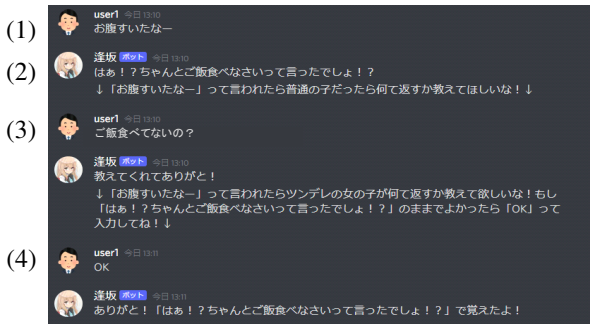 (1)
user1 今日 13:10
お腹すいたなー
(2)
逢坂 ボット 今日 13:10
はぁ！？ちゃんとご飯食べなさいって言ったでしょ！？
↓「お腹すいたなー」って言われたら普通の子だったら何て返すか教えてほしいな！↓
(3)
user1 今日 13:10
ご飯食べてないの？
逢坂 ボット 今日 13:10
教えてくれてありがと！
↓「お腹すいたなー」って言われたらツンデレの女の子が何て返すか教えて欲しいな！もし
「はぁ！？ちゃんとご飯食べなさいって言ったでしょ！？」のままでよかったら「OK」って
入力してね！↓
(4)
user1 今日 13:11
OK
逢坂 ボット 今日 13:11
ありがと！「はぁ！？ちゃんとご飯食べなさいって言ったでしょ！？」で覚えたよ！